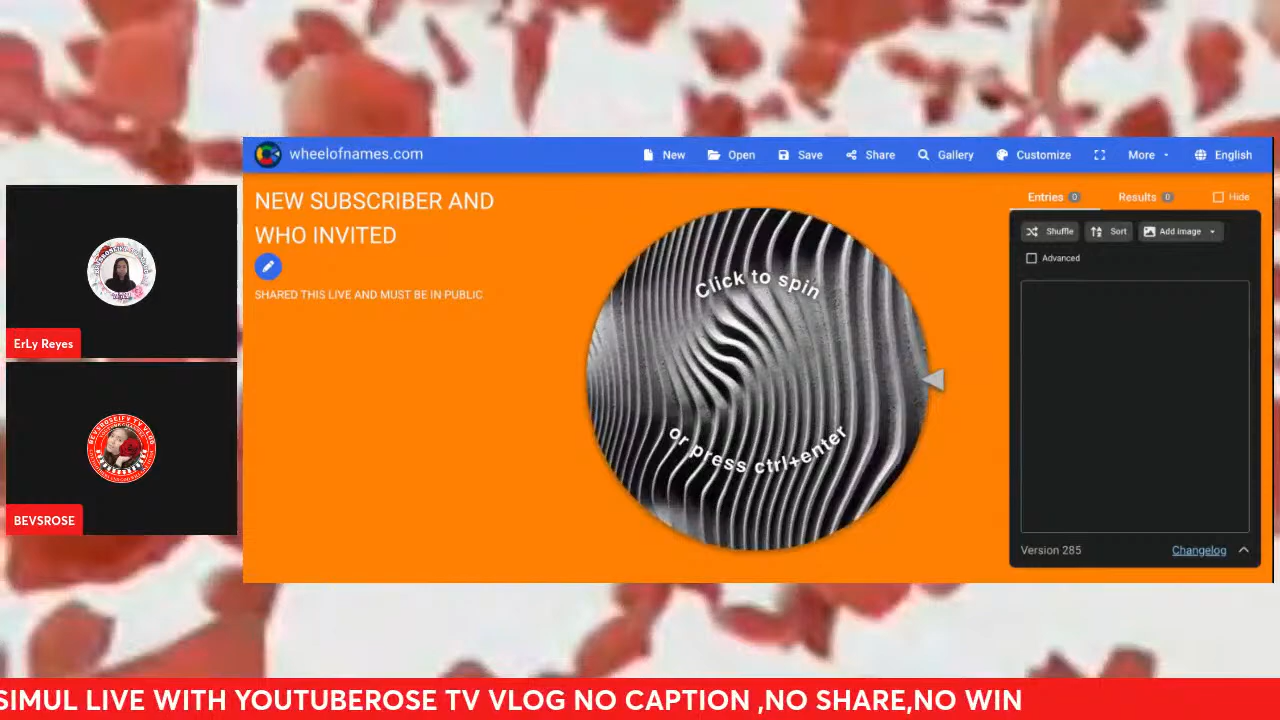 wheelofnames.com
New
Open
Save
Share
Gallery
Customize
More
English
NEW SUBSCRIBER AND
WHO INVITED
SHARED THIS LIVE AND MUST BE IN PUBLIC
Click to spin
or press ctrl+enter
Entries 0
Results 0
Hide
Shuffle
Sort
Add image
Advanced
Version 285
Changelog
ErLy Reyes
BEVSROSEIFY TV VLOG
BEVSROSE
SIMUL LIVE WITH YOUTUBEROSE TV VLOG NO CAPTION ,NO SHARE,NO WIN